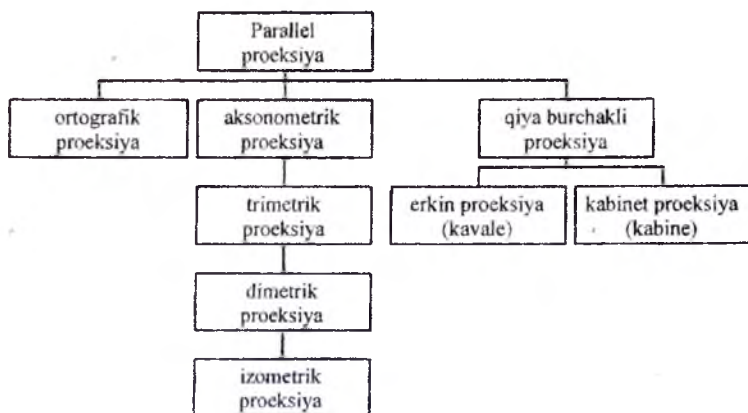 Parallel
proeksiya
ortografik
proeksiya
aksonometrik
proeksiya
qiya burchakli
proeksiya
trimetrik
proeksiya
erkin proeksiya
(kavale)
kabinet proeksiya
(kabine)
dimetrik
proeksiya
izometrik
proeksiya